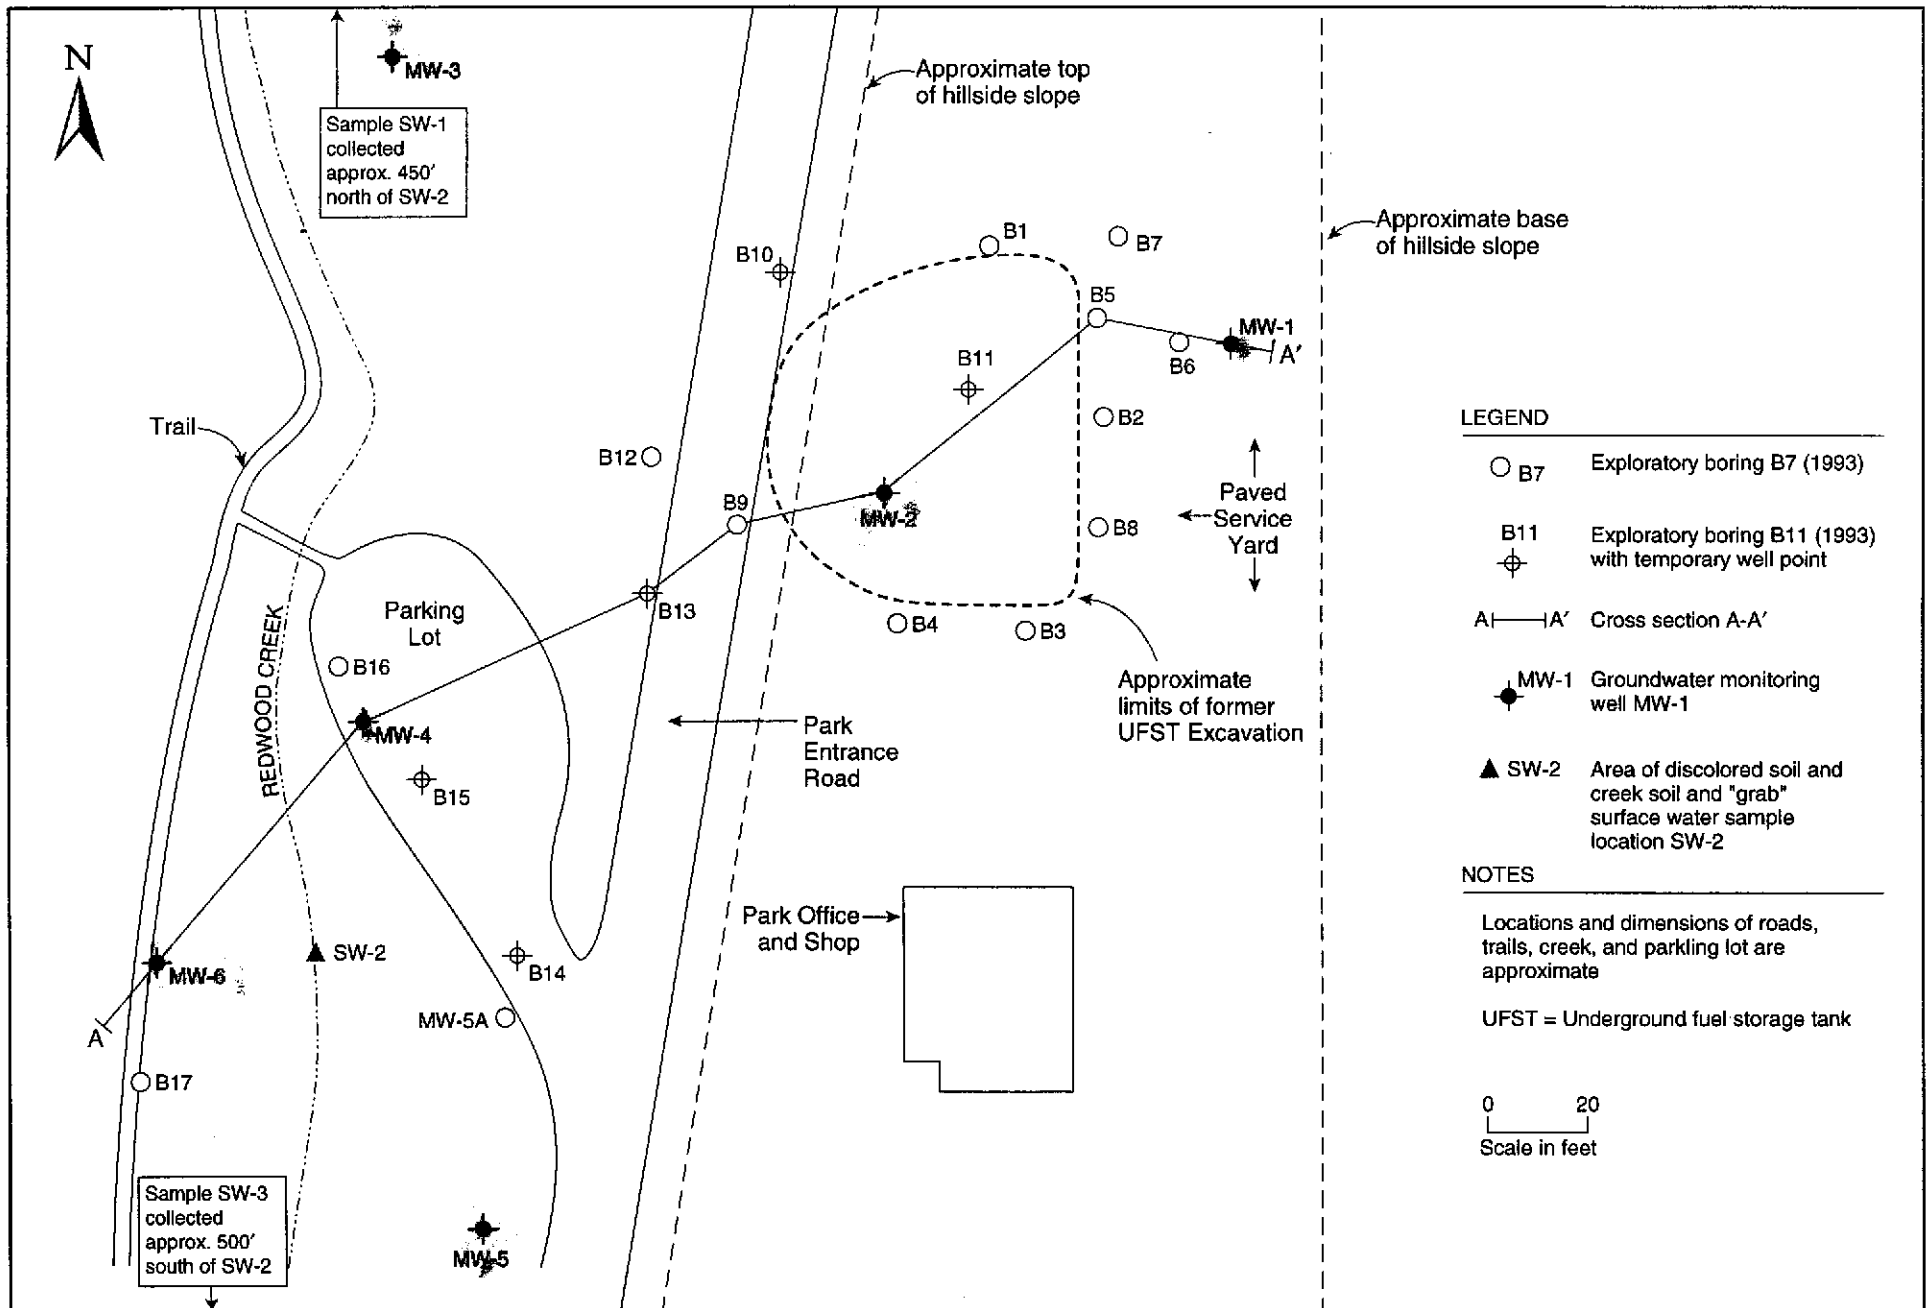 N
MW-3
Sample SW-1
collected
approx. 450'
north of SW-2
Approximate top
of hillside slope
Approximate base
of hillside slope
B1
B7
B10
B5
MW-1
A'
B6
B11
B2
Trail
B12
B9
MW-2
B8
Paved
Service
Yard
B13
B4
B3
Parking
Lot
REDWOOD CREEK
B16
MW-4
B15
Park
Entrance
Road
Approximate
limits of former
UFST Excavation
Park Office
and Shop
SW-2
B14
MW-6
A
MW-5A
B17
Sample SW-3
collected
approx. 500'
south of SW-2
MW-5
LEGEND
B7 Exploratory boring B7 (1993)
B11 Exploratory boring B11 (1993)
with temporary well point
A A' Cross section A-A'
MW-1 Groundwater monitoring
well MW-1
SW-2 Area of discolored soil and
creek soil and "grab"
surface water sample
location SW-2
NOTES
Locations and dimensions of roads,
trails, creek, and parkling lot are
approximate
UFST = Underground fuel storage tank
0 20
Scale in feet